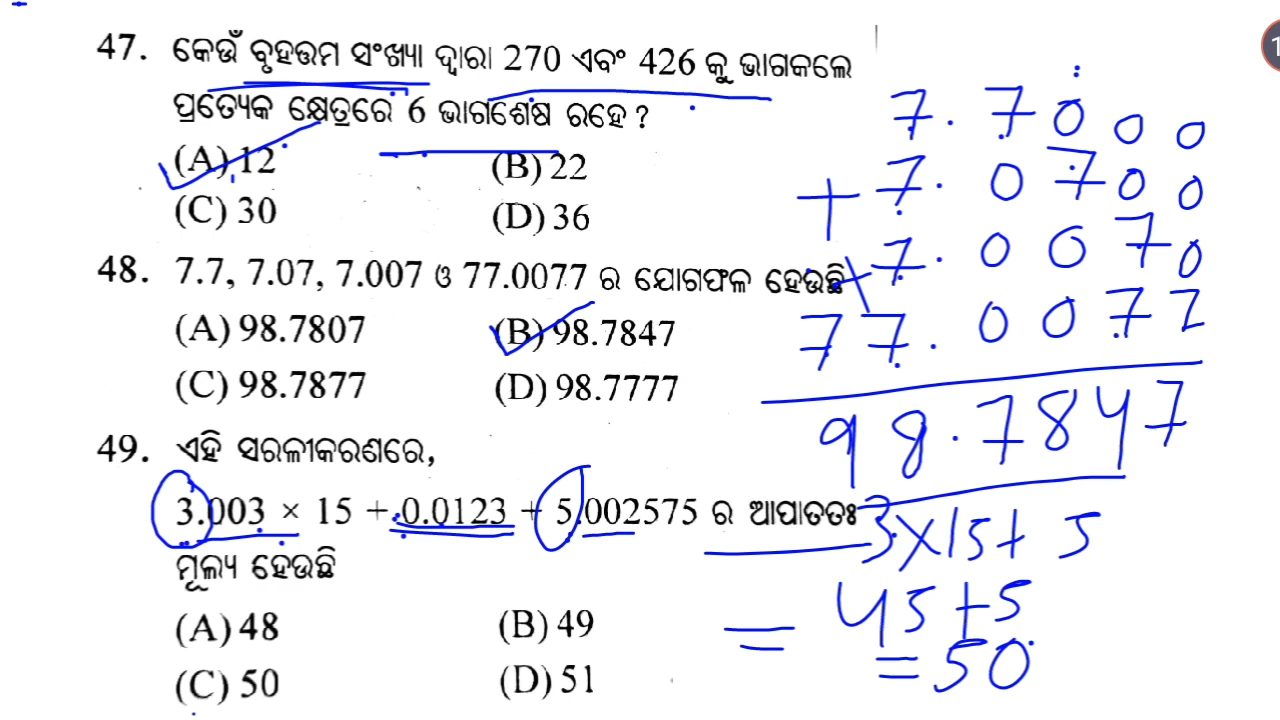 47. କେଉଁ ବୃହତ୍ତମ ସଂଖ୍ୟା ଦ୍ୱାରା 270 ଏବଂ 426 କୁ ଭାଗକଲେ
ପ୍ରତ୍ୟେକ କ୍ଷେତ୍ରରେ 6 ଭାଗଶେଷ ରହେ ?
(A) 12 (B) 22
(C) 30 (D) 36
48. 7.7, 7.07, 7.007 ଓ 77.0077 ର ଯୋଗଫଳ ହେଉଛି
(A) 98.7807 (B) 98.7847
(C) 98.7877 (D) 98.7777
49. ଏହି ସରଳୀକରଣରେ,
3.003 × 15 + 0.0123 + 5.002575 ର ଆପାତତଃ
ମୂଲ୍ୟ ହେଉଛି
(A) 48 (B) 49
(C) 50 (D) 51
7.7000
+ 7.0700
+ 7.0070
77.0077
98.7847
3×15+ 5
= 45+5
= 50
1